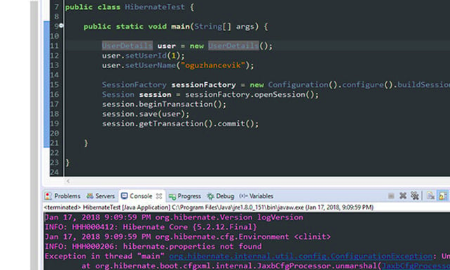 7 public class HibernateTest {
8
9 public static void main(String[] args) {
10
11 UserDetails user = new UserDetails();
12 user.setUserId(1);
13 user.setUserName("oguzhancevik");
14
15 SessionFactory sessionFactory = new Configuration().configure().buildSession
16 Session session = sessionFactory.openSession();
17 session.beginTransaction();
18 session.save(user);
19 session.getTransaction().commit();
20
21 }
22
23 }
24
Problems Servers Console Progress Debug Variables
<terminated> HibernateTest [Java Application] C:\Program Files\Java\jre1.8.0_151\bin\javaw.exe (Jan 17, 2018, 9:09:59 PM)
Jan 17, 2018 9:09:59 PM org.hibernate.Version logVersion
INFO: HHH000412: Hibernate Core {5.2.12.Final}
Jan 17, 2018 9:09:59 PM org.hibernate.cfg.Environment <clinit>
INFO: HHH000206: hibernate.properties not found
Exception in thread "main" org.hibernate.internal.util.config.ConfigurationException: Un
at org.hibernate.boot.cfgxml.internal.JaxbCfgProcessor.unmarshal(JaxbCfgProcess